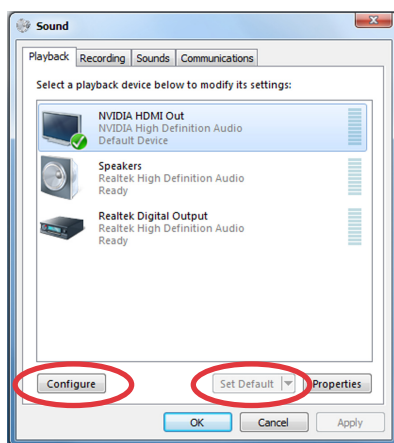 Sound
Playback Recording Sounds Communications
Select a playback device below to modify its settings:
NVIDIA HDMI Out
NVIDIA High Definition Audio
Default Device
Speakers
Realtek High Definition Audio
Ready
Realtek Digital Output
Realtek High Definition Audio
Ready
Configure Set Default Properties
OK Cancel Apply